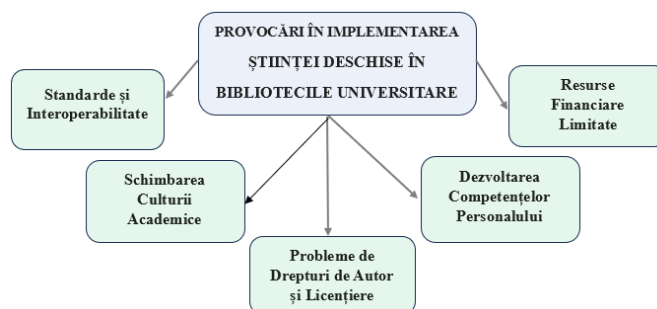 PROVOCĂRI ÎN IMPLEMENTAREA
ȘTIINȚEI DESCHISE ÎN
BIBLIOTECILE UNIVERSITARE
Standarde și
Interoperabilitate
Resurse
Financiare
Limitate
Schimbarea
Culturii
Academice
Dezvoltarea
Competențelor
Personalului
Probleme de
Drepturi de Autor
și Licențiere